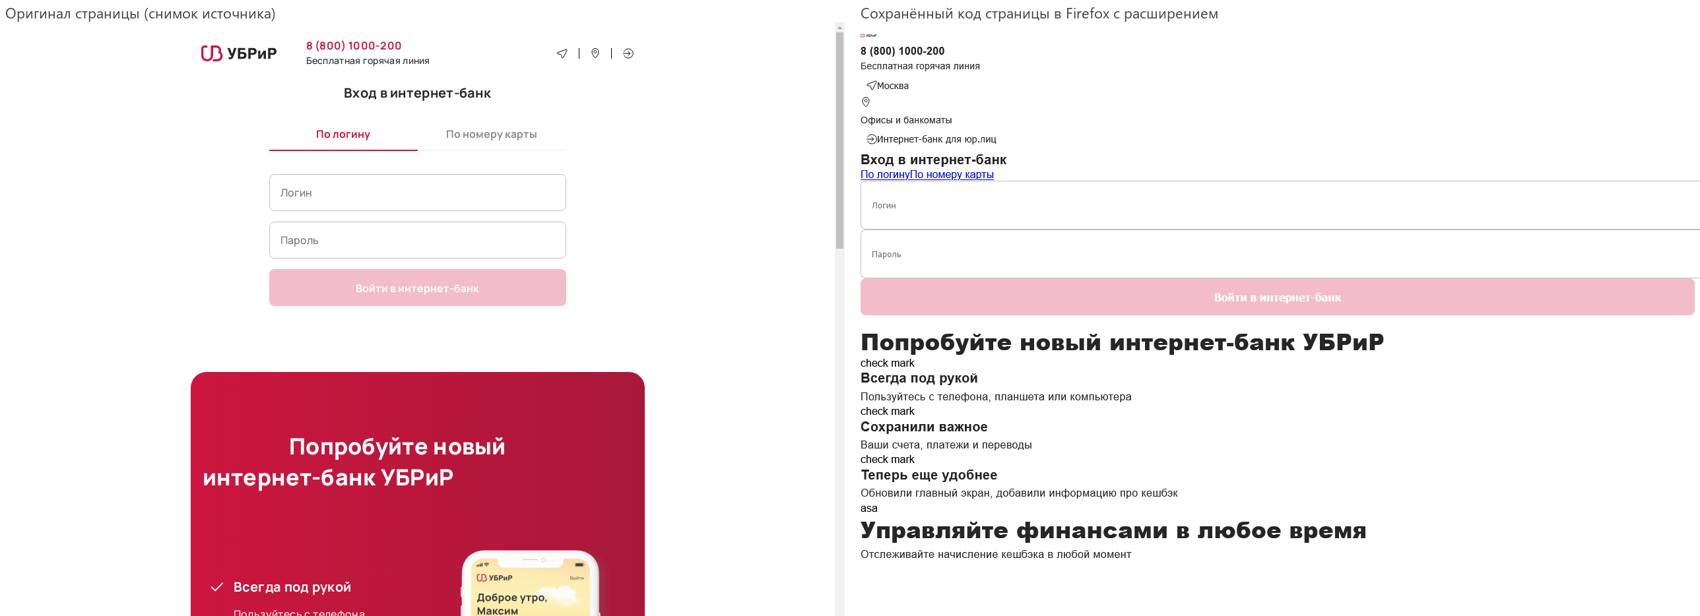 Оригинал страницы (снимок источника)
УБРиР
8 (800) 1000-200
Бесплатная горячая линия
Вход в интернет-банк
По логину
По номеру карты
Логин
Пароль
Войти в интернет-банк
Попробуйте новый
интернет-банк УБРиР
Всегда под рукой
Пользуйтесь с телефона
УБРиР
Войти
Доброе утро,
Максим
Сохранённый код страницы в Firefox с расширением
8 (800) 1000-200
Бесплатная горячая линия
Москва
Офисы и банкоматы
Интернет-банк для юр.лиц
Вход в интернет-банк
По логинуПо номеру карты
Логин
Пароль
Войти в интернет-банк
Попробуйте новый интернет-банк УБРиР
check mark
Всегда под рукой
Пользуйтесь с телефона, планшета или компьютера
check mark
Сохранили важное
Ваши счета, платежи и переводы
check mark
Теперь еще удобнее
Обновили главный экран, добавили информацию про кешбэк
asa
Управляйте финансами в любое время
Отслеживайте начисление кешбэка в любой момент